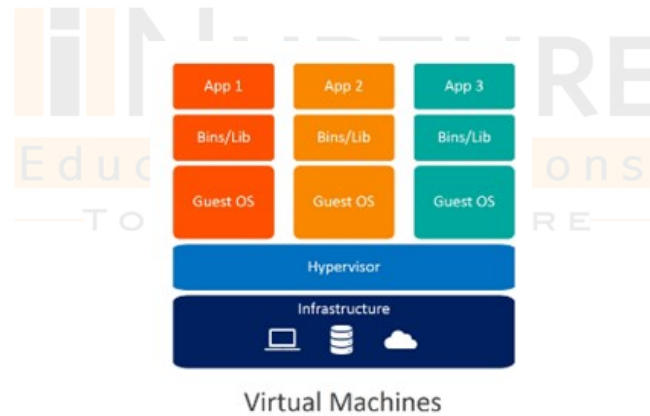 App 1 App 2 App 3
Bins/Lib Bins/Lib Bins/Lib
Guest OS Guest OS Guest OS
Hypervisor
Infrastructure
Virtual Machines